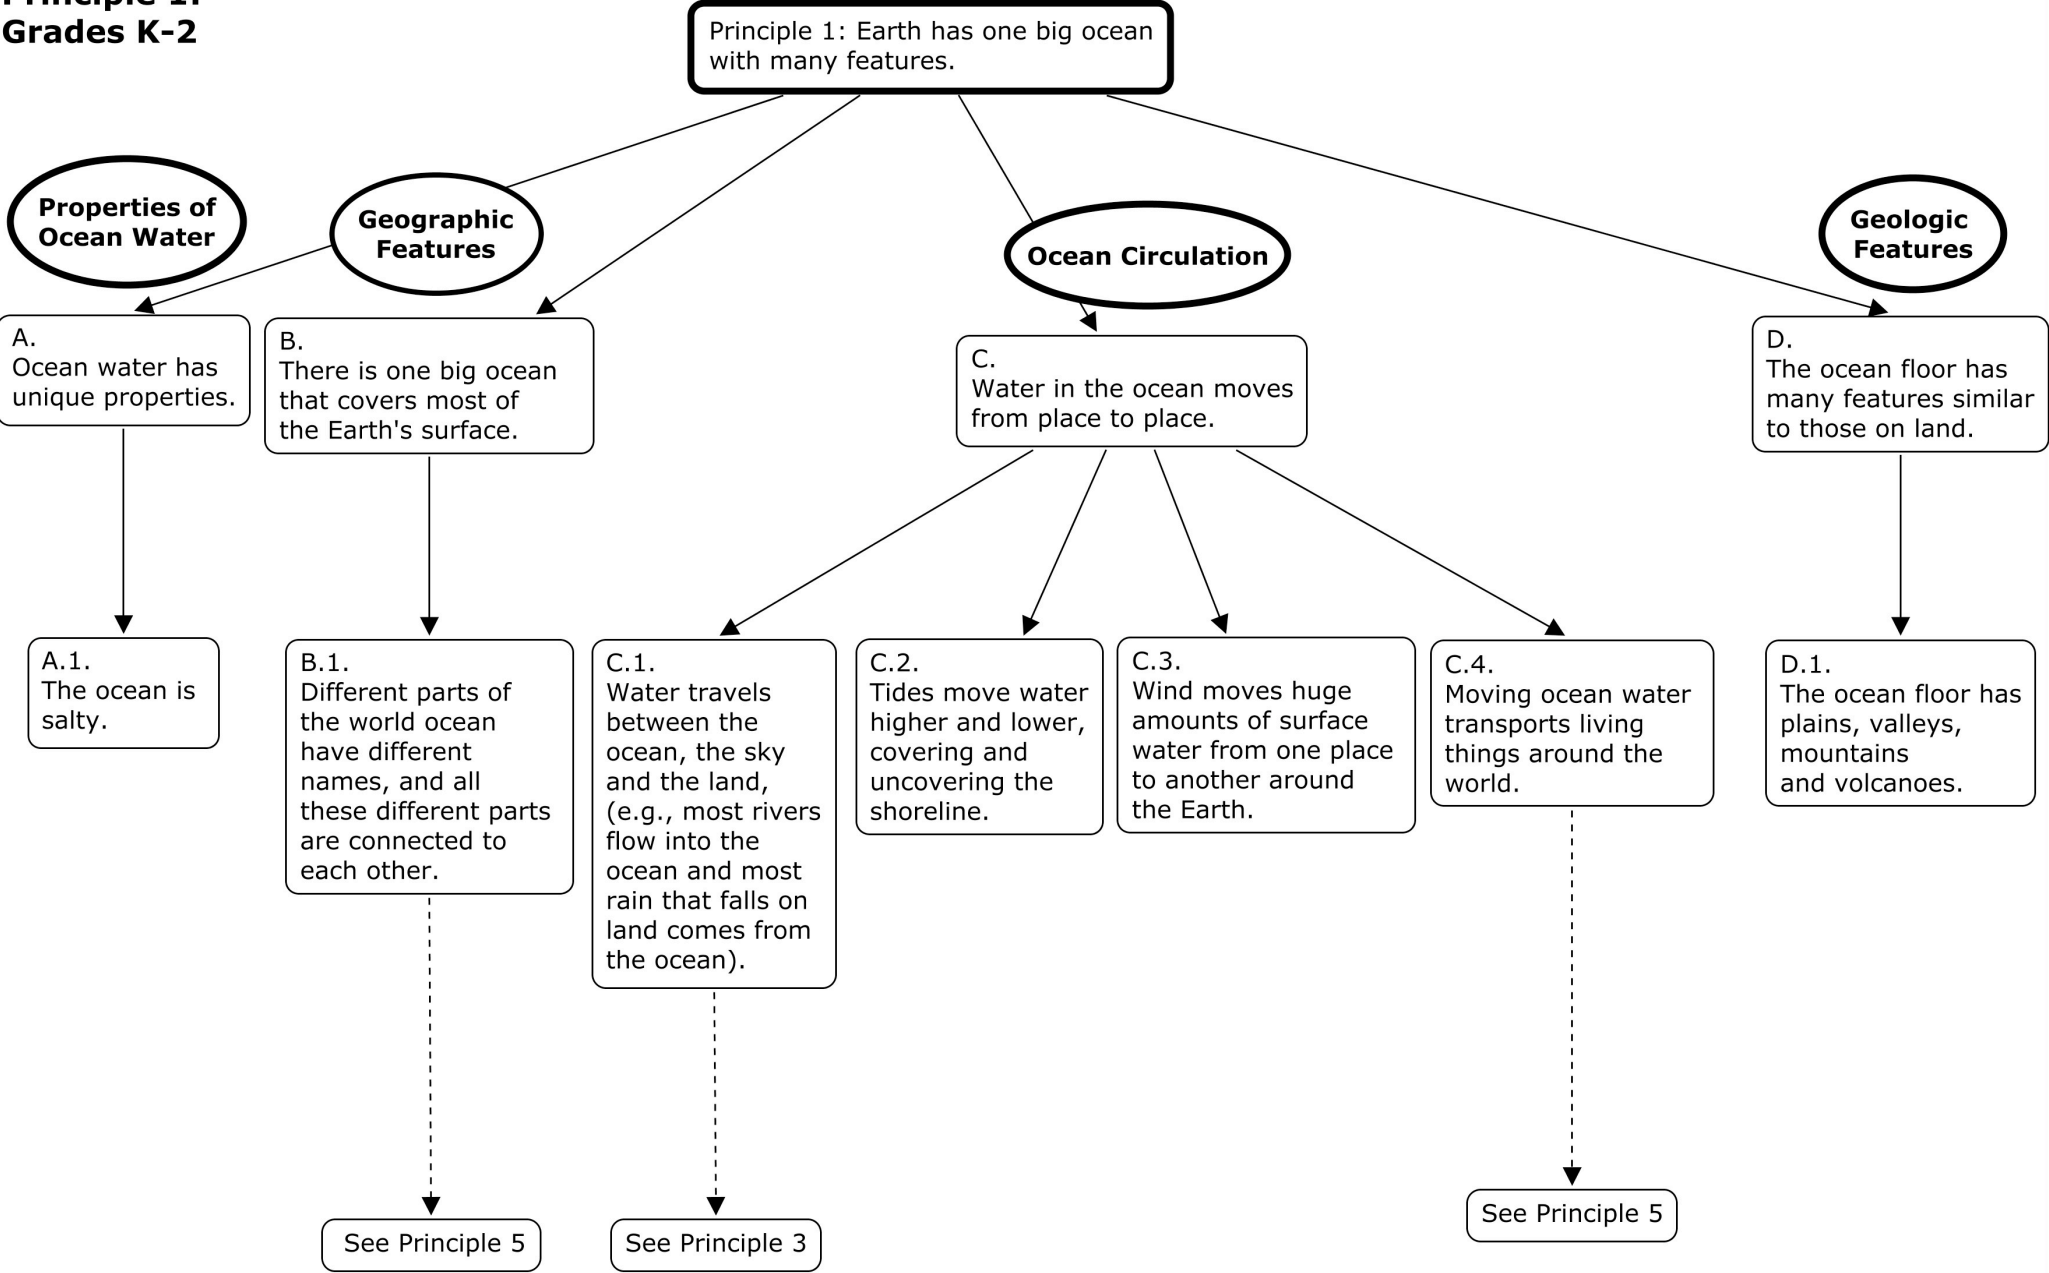 Principle 1:
Grades K-2
Principle 1: Earth has one big ocean
with many features.
Properties of
Ocean Water
Geographic
Features
Ocean Circulation
Geologic
Features
A.
Ocean water has
unique properties.
B.
There is one big ocean
that covers most of
the Earth's surface.
C.
Water in the ocean moves
from place to place.
D.
The ocean floor has
many features similar
to those on land.
A.1.
The ocean is
salty.
B.1.
Different parts of
the world ocean
have different
names, and all
these different parts
are connected to
each other.
C.1.
Water travels
between the
ocean, the sky
and the land,
(e.g., most rivers
flow into the
ocean and most
rain that falls on
land comes from
the ocean).
C.2.
Tides move water
higher and lower,
covering and
uncovering the
shoreline.
C.3.
Wind moves huge
amounts of surface
water from one place
to another around
the Earth.
C.4.
Moving ocean water
transports living
things around the
world.
D.1.
The ocean floor has
plains, valleys,
mountains
and volcanoes.
See Principle 5
See Principle 3
See Principle 5